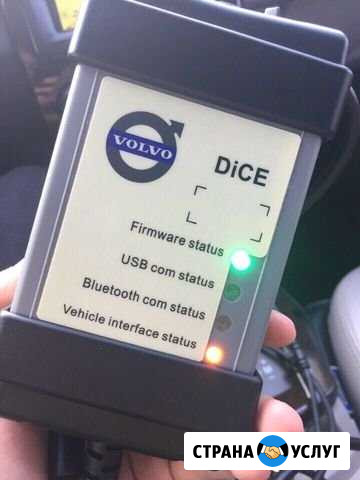 VOLVO
DiCE
Firmware status
USB com status
Bluetooth com status
Vehicle interface status
СТРАНА УСЛУГ